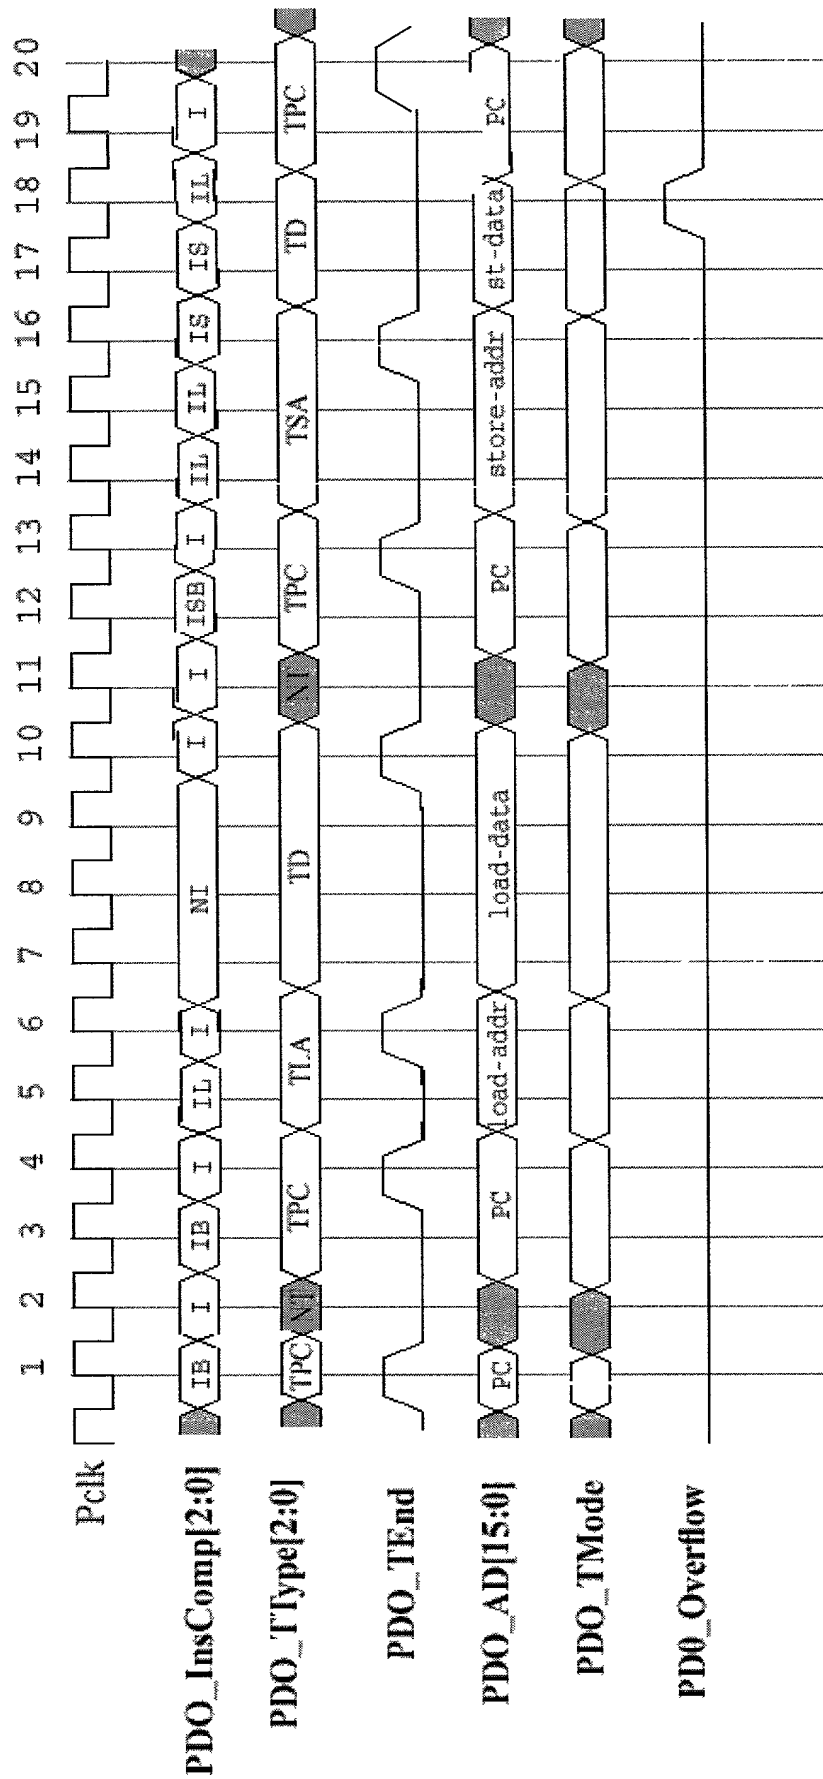 1 2 3 4 5 6 7 8 9 10 11 12 13 14 15 16 17 18 19 20
Pclk
PDO_InsComp[2:0] IB I IB I IL I NI I I ISB I IL IL IS IS IL I
PDO_TType[2:0] TPC NT TPC TLA TD NT TPC TSA TD TPC
PDO_TEnd
PDO_AD[15:0] PC PC load-addr load-data PC store-addr st-data PC
PDO_TMode
PD0_Overflow